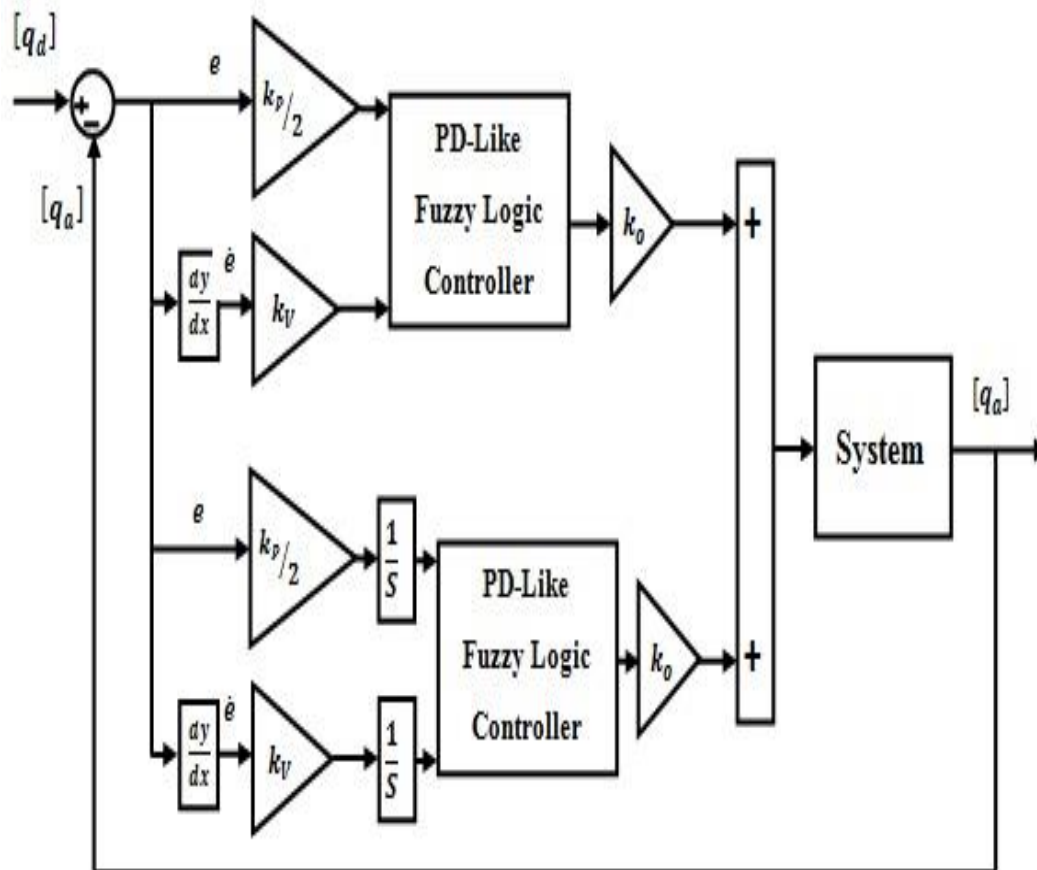 [q_d]
e
k_p/2
+
−
[q_a]
PD-Like
Fuzzy Logic
Controller
k_o
+
dy/dx
ė
k_V
System
[q_a]
e
k_p/2
1/S
PD-Like
Fuzzy Logic
Controller
k_o
+
dy/dx
ė
k_V
1/S